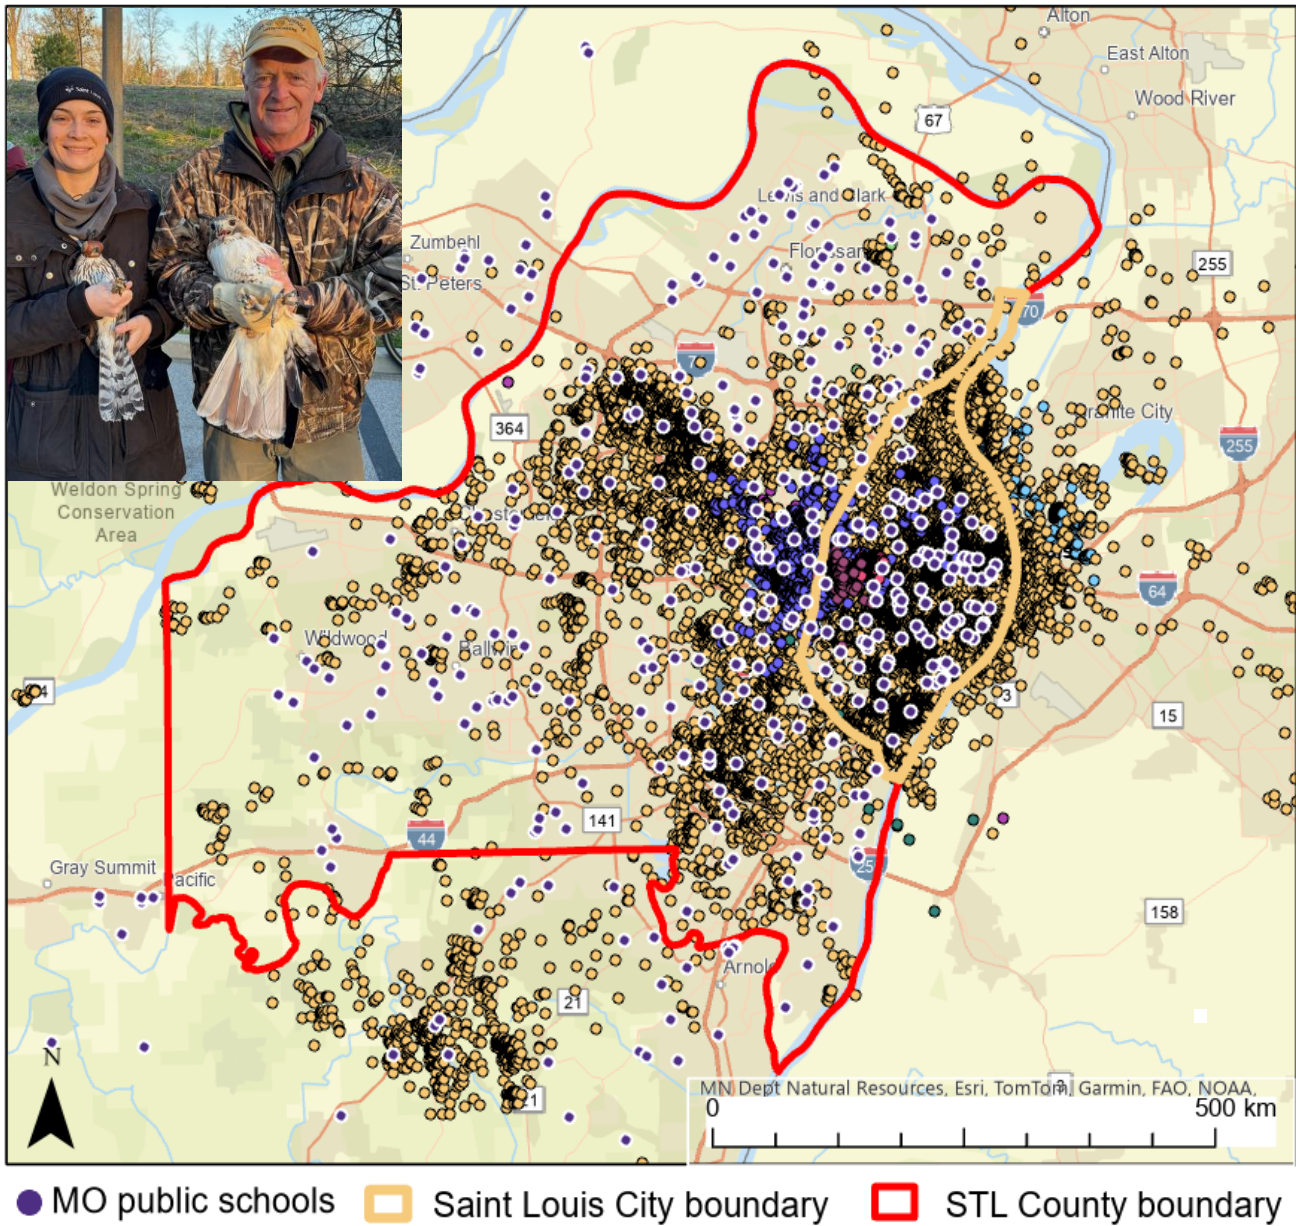 Alton
East Alton
Wood River
67
Lewis and Clark
Zumbehl
St. Peters
255
70
364
Granite City
255
Weldon Spring
Conservation
Area
64
Wildwood
Ballwin
3
15
141
44
Gray Summit
Pacific
158
Arnold
21
N
MN Dept Natural Resources, Esri, TomTom, Garmin, FAO, NOAA,
0 500 km
MO public schools
Saint Louis City boundary
STL County boundary